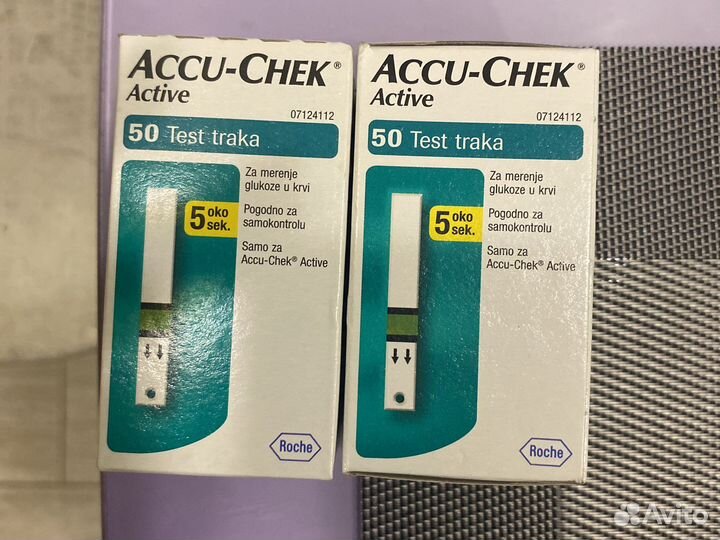 ACCU-CHEK®
Active
07124112
50 Test traka
Za merenje
glukoze u krvi
5 oko
sek.
Pogodno za
samokontrolu
Samo za
Accu-Chek® Active
Roche
ACCU-CHEK®
Active
07124112
50 Test traka
Za merenje
glukoze u krvi
5 oko
sek.
Pogodno za
samokontrolu
Samo za
Accu-Chek® Active
Roche
Avito